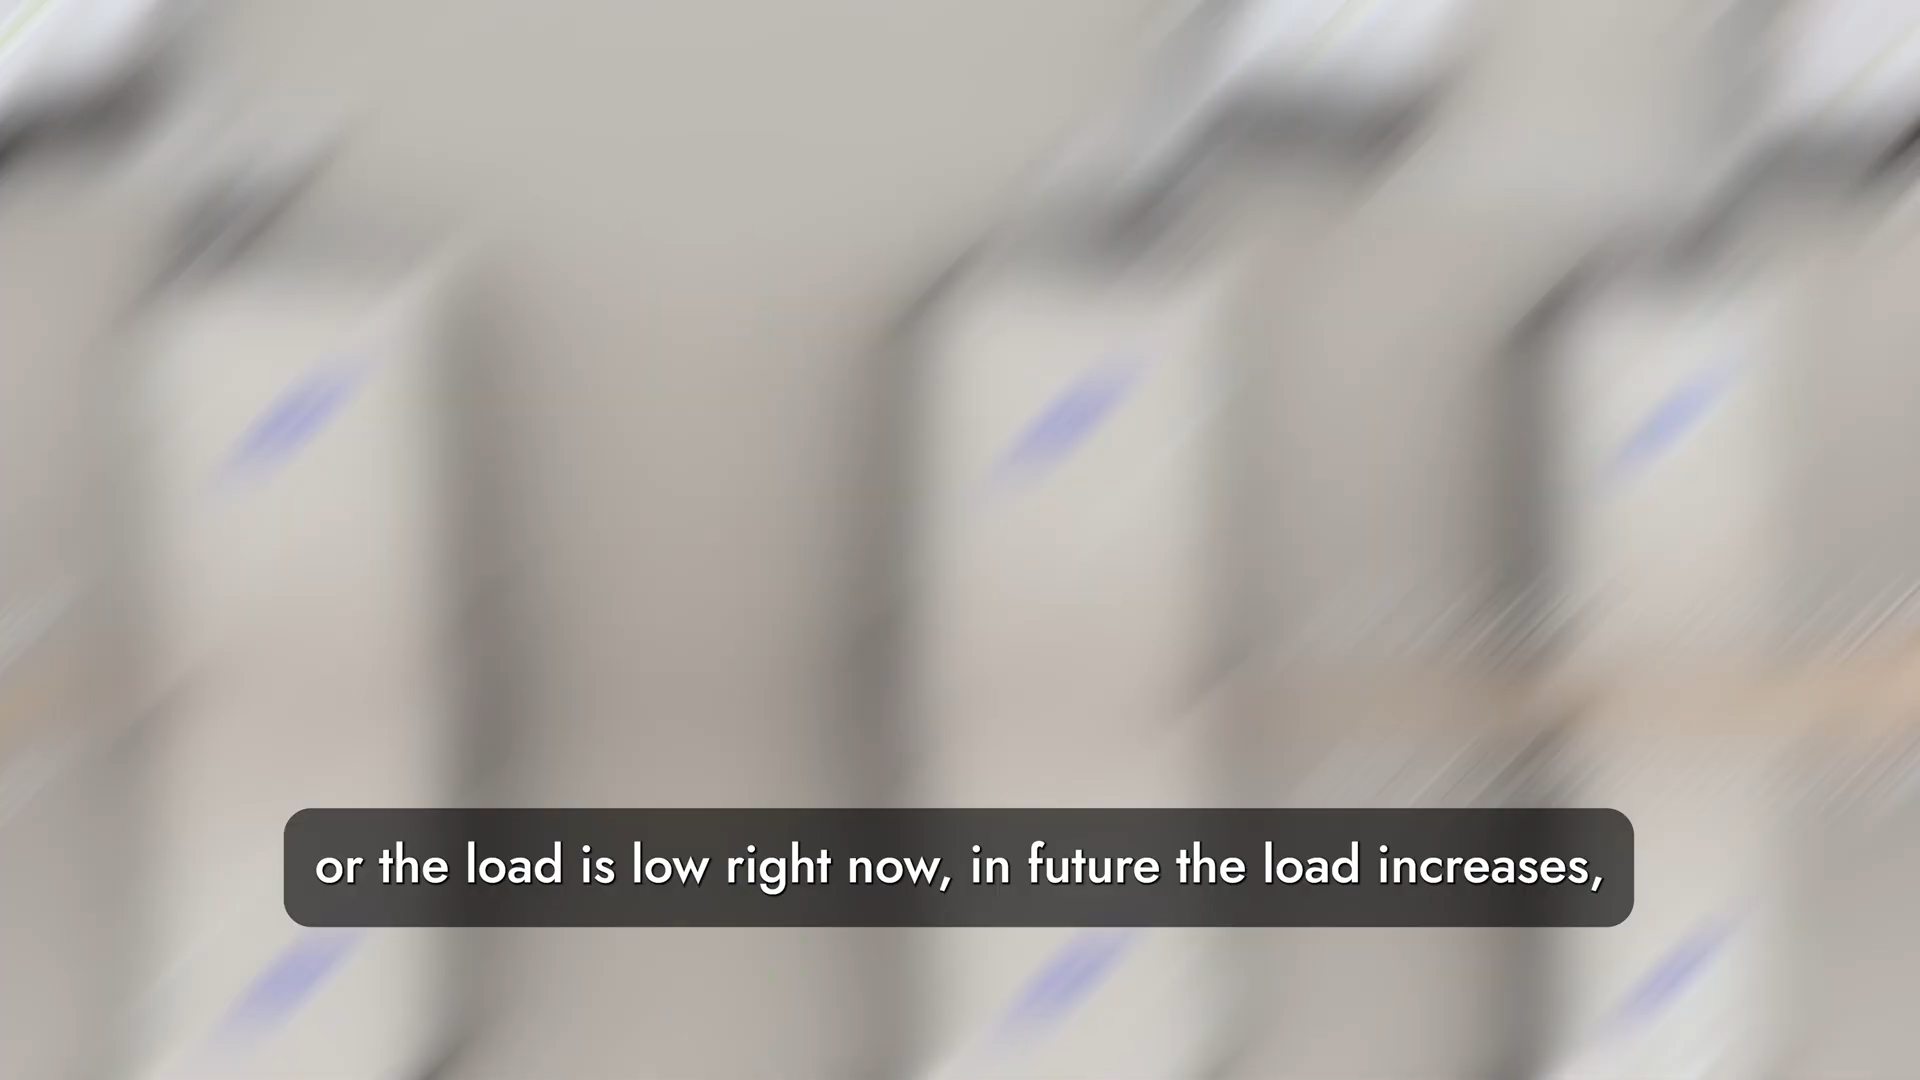 or the load is low right now, in future the load increases,